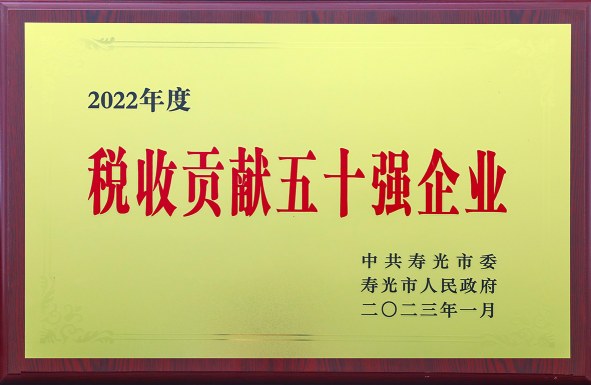 2022年度
税收贡献五十强企业
中共寿光市委
寿光市人民政府
二〇二三年一月